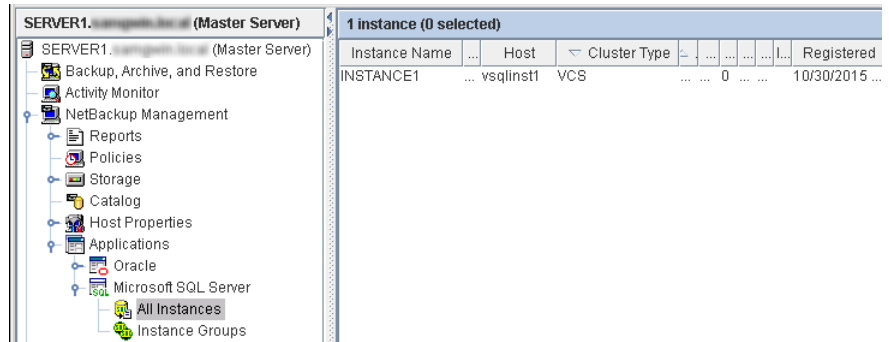 SERVER1. (Master Server)
SERVER1. (Master Server)
Backup, Archive, and Restore
Activity Monitor
NetBackup Management
Reports
Policies
Storage
Catalog
Host Properties
Applications
Oracle
Microsoft SQL Server
All Instances
Instance Groups
1 instance (0 selected)
Instance Name ... Host Cluster Type . ... ... ... ... I... Registered
INSTANCE1 ... vsqlinst1 VCS ... ... 0 ... ... 10/30/2015 ...